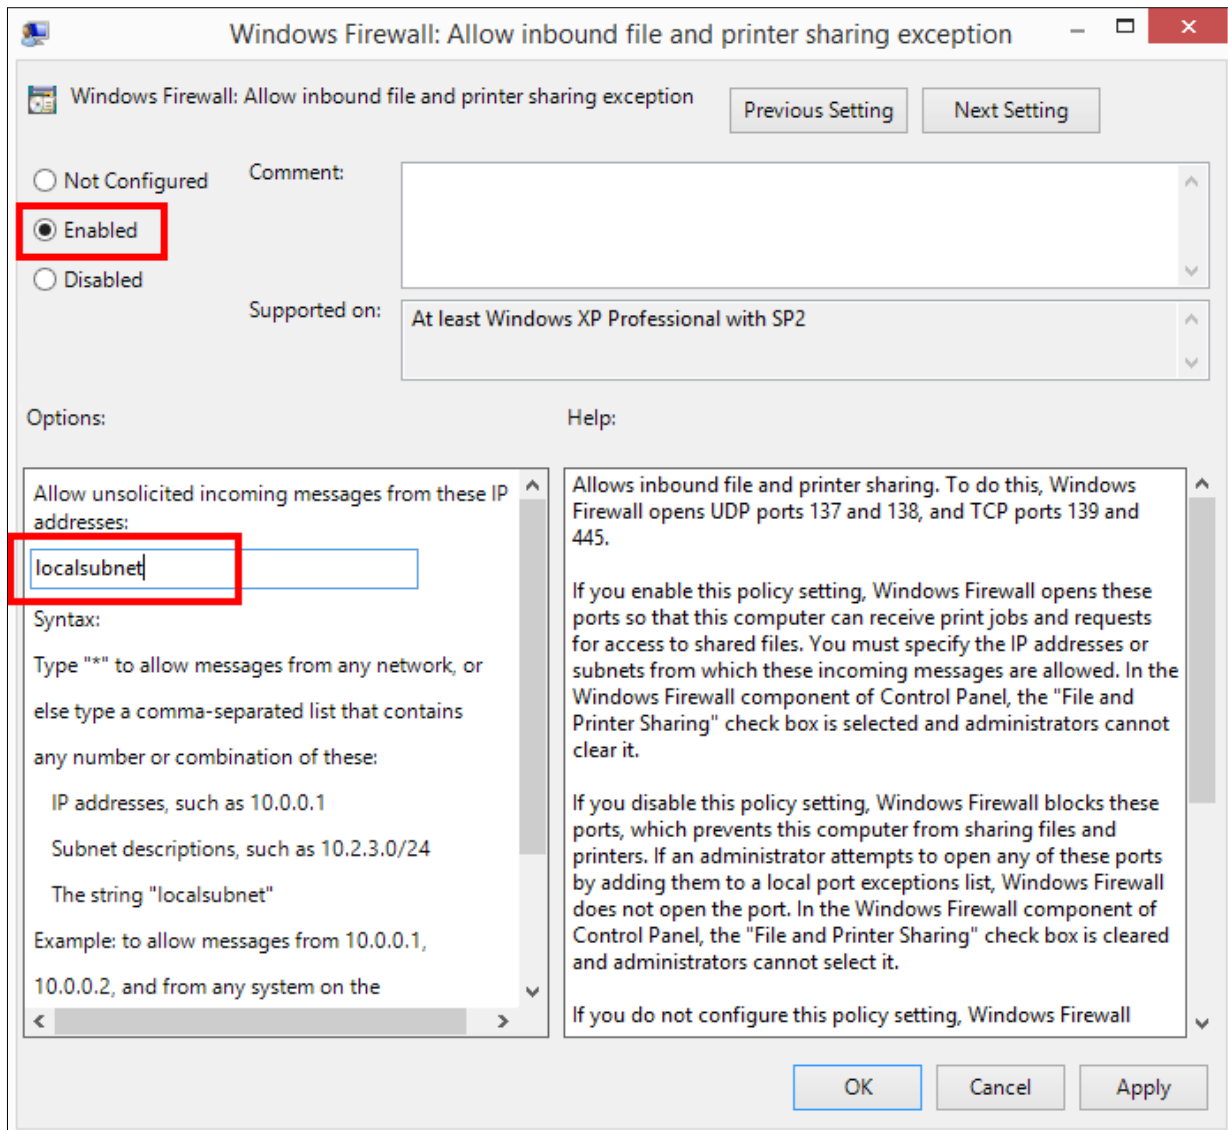 Windows Firewall: Allow inbound file and printer sharing exception
Windows Firewall: Allow inbound file and printer sharing exception
Previous Setting
Next Setting
Not Configured
Enabled
Disabled
Comment:
Supported on:
At least Windows XP Professional with SP2
Options:
Help:
Allow unsolicited incoming messages from these IP
addresses:
localsubnet
Syntax:
Type "*" to allow messages from any network, or
else type a comma-separated list that contains
any number or combination of these:
IP addresses, such as 10.0.0.1
Subnet descriptions, such as 10.2.3.0/24
The string "localsubnet"
Example: to allow messages from 10.0.0.1,
10.0.0.2, and from any system on the
Allows inbound file and printer sharing. To do this, Windows
Firewall opens UDP ports 137 and 138, and TCP ports 139 and
445.
If you enable this policy setting, Windows Firewall opens these
ports so that this computer can receive print jobs and requests
for access to shared files. You must specify the IP addresses or
subnets from which these incoming messages are allowed. In the
Windows Firewall component of Control Panel, the "File and
Printer Sharing" check box is selected and administrators cannot
clear it.
If you disable this policy setting, Windows Firewall blocks these
ports, which prevents this computer from sharing files and
printers. If an administrator attempts to open any of these ports
by adding them to a local port exceptions list, Windows Firewall
does not open the port. In the Windows Firewall component of
Control Panel, the "File and Printer Sharing" check box is cleared
and administrators cannot select it.
If you do not configure this policy setting, Windows Firewall
OK
Cancel
Apply